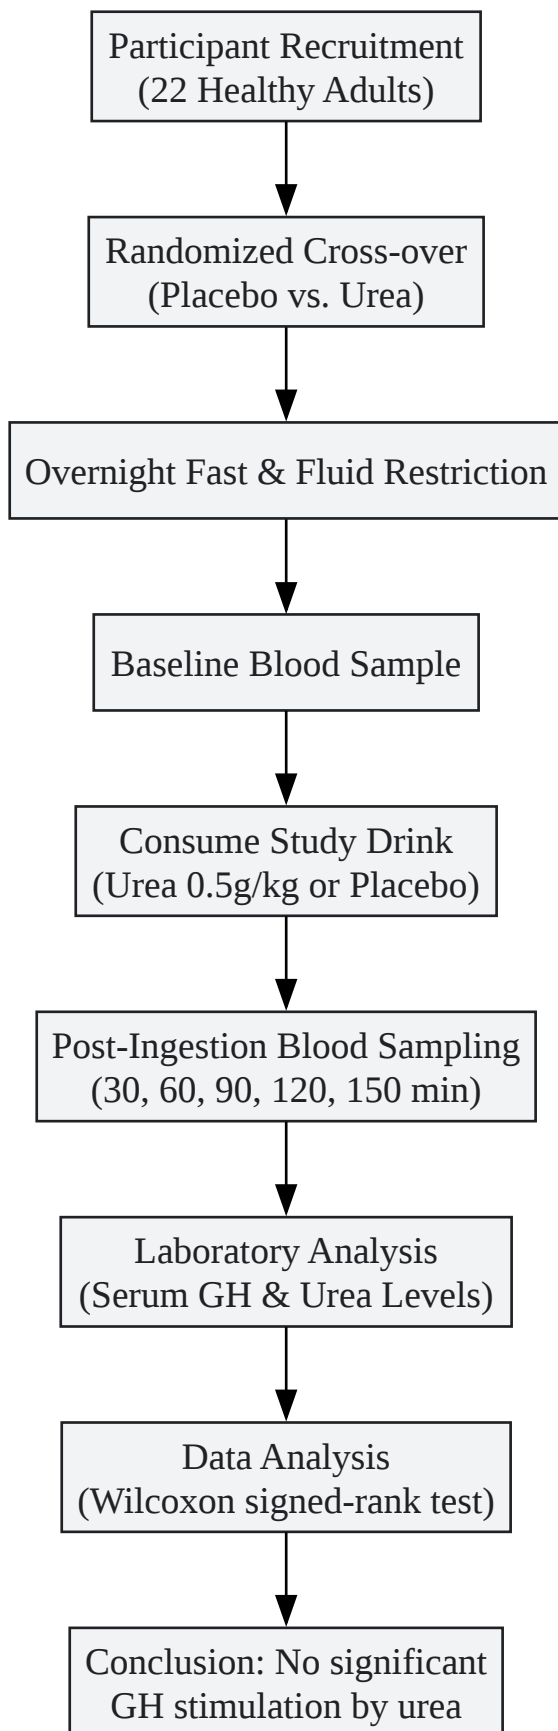 Participant Recruitment
(22 Healthy Adults)
Randomized Cross-over
(Placebo vs. Urea)
Overnight Fast & Fluid Restriction
Baseline Blood Sample
Consume Study Drink
(Urea 0.5g/kg or Placebo)
Post-Ingestion Blood Sampling
(30, 60, 90, 120, 150 min)
Laboratory Analysis
(Serum GH & Urea Levels)
Data Analysis
(Wilcoxon signed-rank test)
Conclusion: No significant
GH stimulation by urea